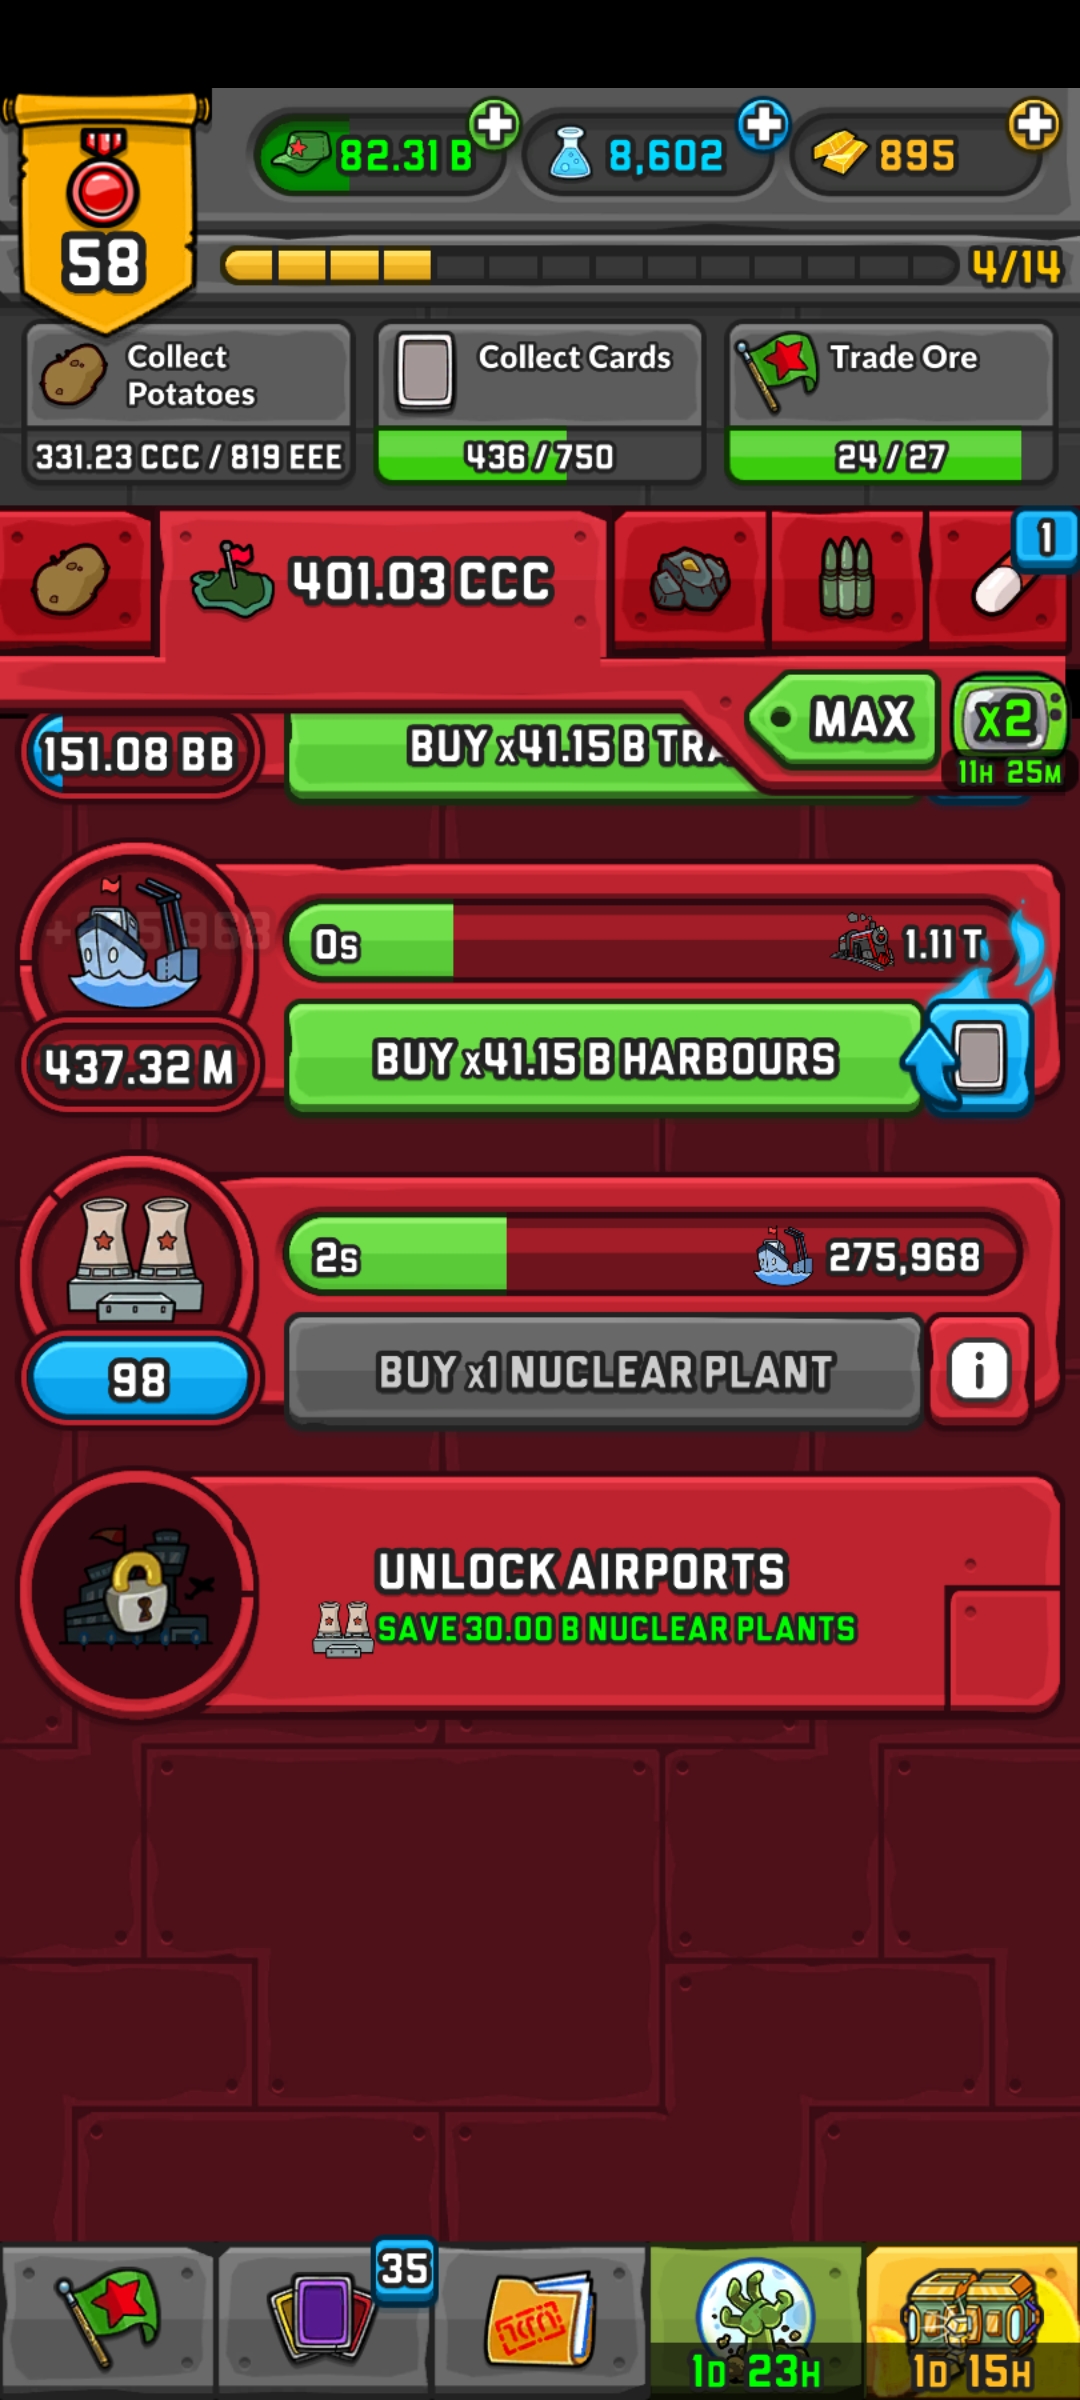 82.31 B
8,602
895
58
4/14
Collect Potatoes
331.23 CCC / 819 EEE
Collect Cards
436 / 750
Trade Ore
24 / 27
401.03 CCC
1
MAX
x2
11H 25M
151.08 BB
BUY x41.15 B TRA
+275,968
0s
1.11 T
437.32 M
BUY x41.15 B HARBOURS
2s
275,968
98
BUY x1 NUCLEAR PLANT
i
UNLOCK AIRPORTS
SAVE 30.00 B NUCLEAR PLANTS
35
1D 23H
1D 15H